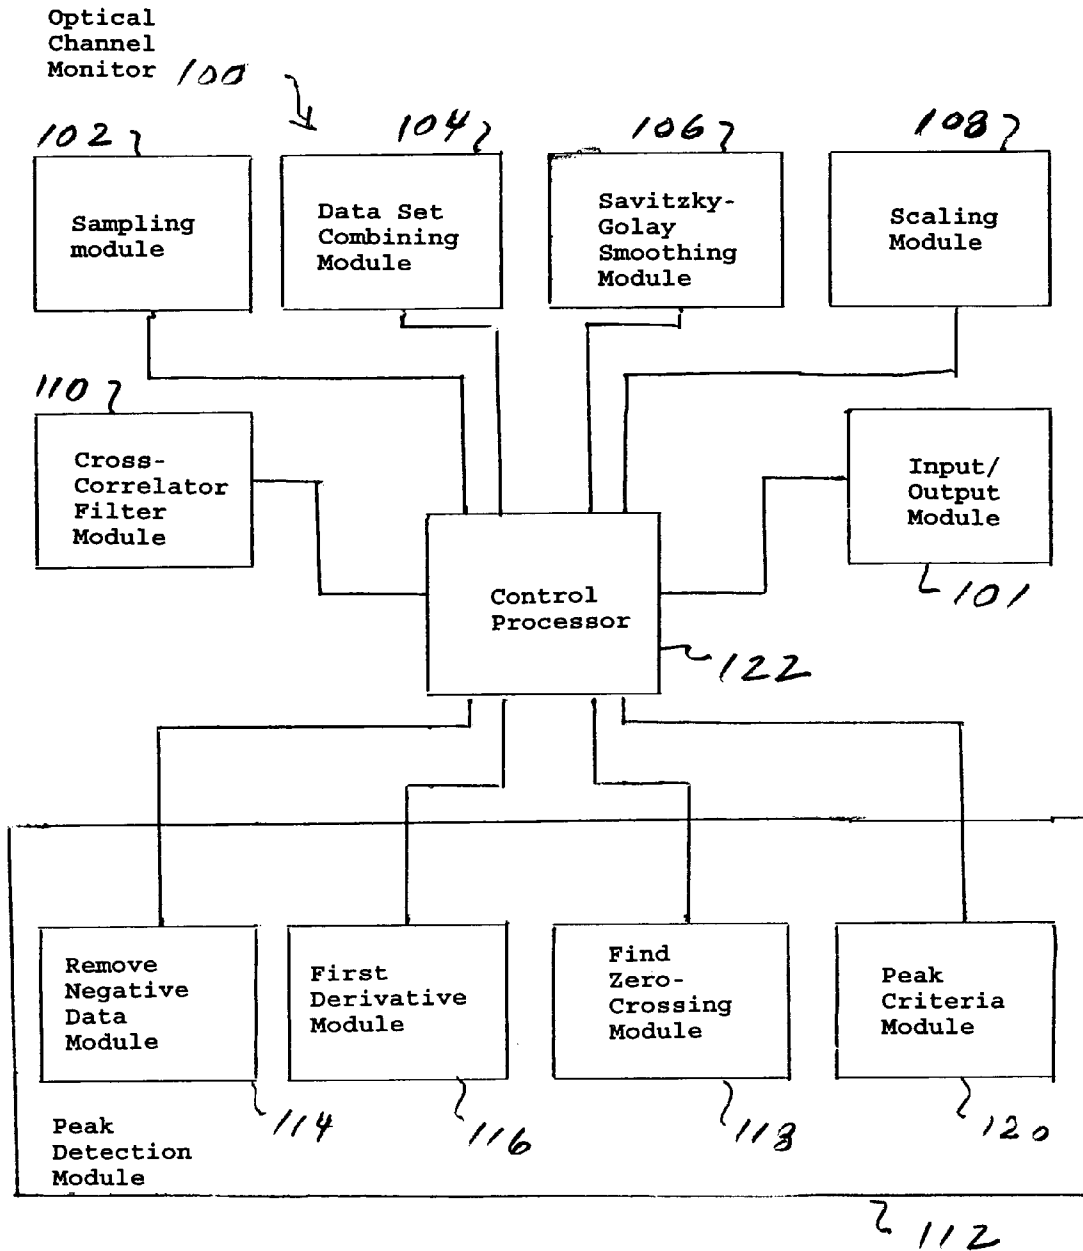 Optical
Channel
Monitor 100
102
104
106
108
Sampling
module
Data Set
Combining
Module
Savitzky-
Golay
Smoothing
Module
Scaling
Module
110
Cross-
Correlator
Filter
Module
Input/
Output
Module
101
Control
Processor
122
Remove
Negative
Data
Module
First
Derivative
Module
Find
Zero-
Crossing
Module
Peak
Criteria
Module
114
116
118
120
Peak
Detection
Module
112